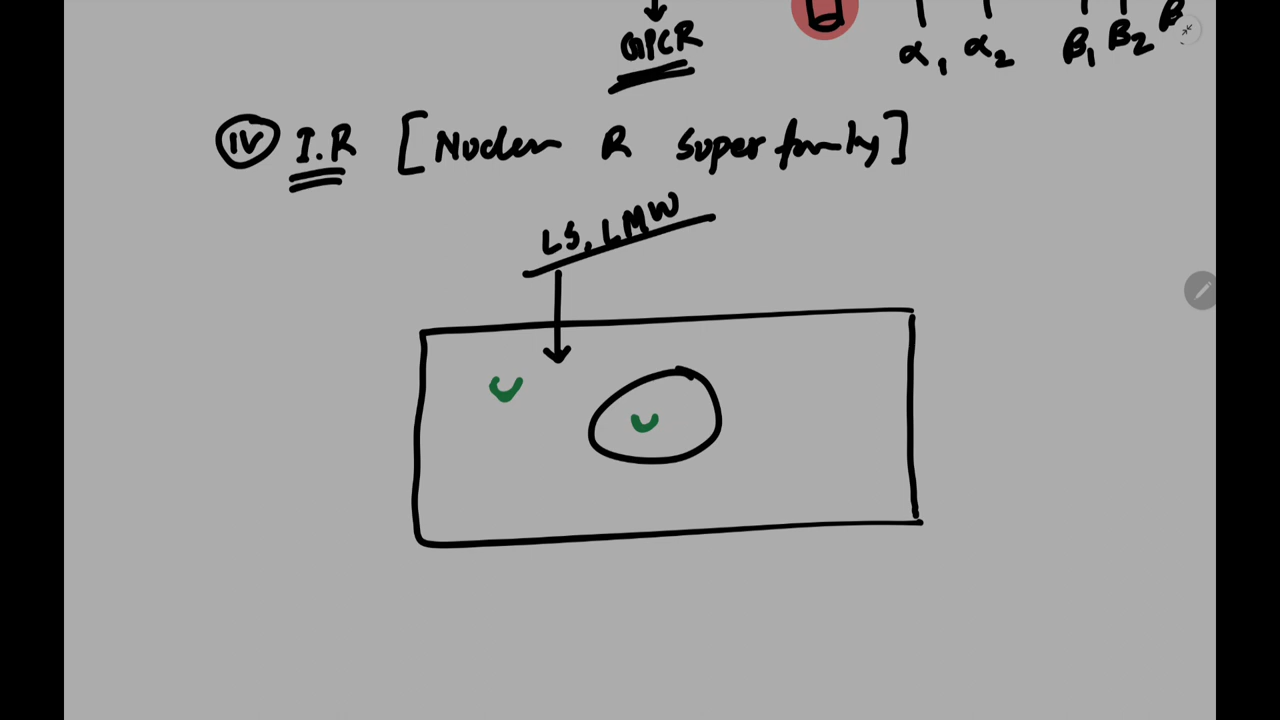 GPCR α1 α2 β1 β2 β
IV I.R [Nuclear R Superfamily]
LS, LMW